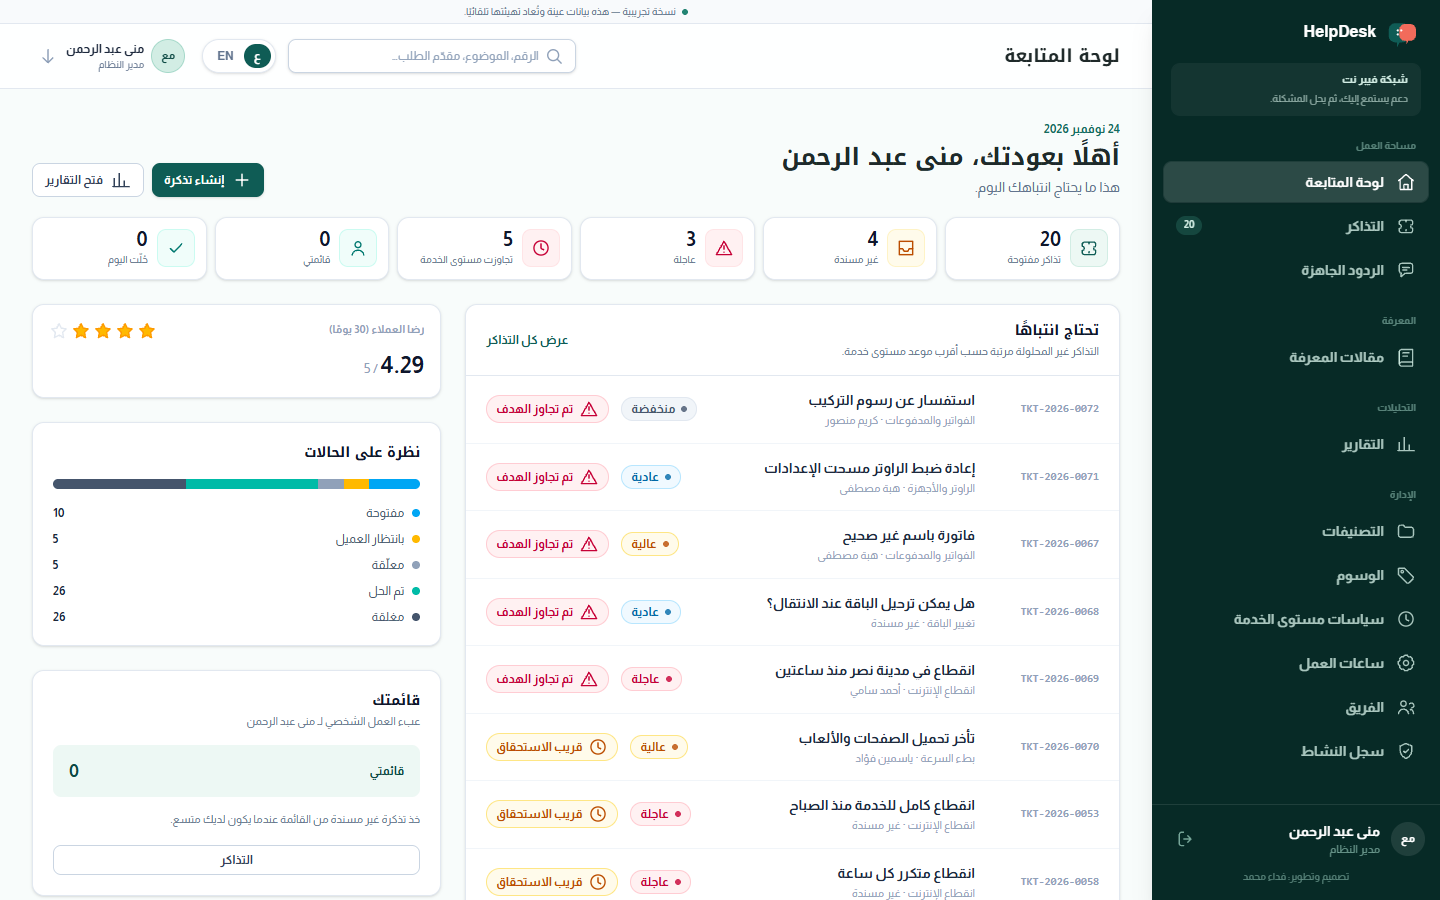 نسخة تجريبية — هذه بيانات عينة وتُعاد تهيئتها تلقائيًا.
HelpDesk
شبكة فيبر نت
دعم يستمع إليك، ثم يحل المشكلة.
مساحة العمل
لوحة المتابعة
التذاكر
20
الردود الجاهزة
المعرفة
مقالات المعرفة
التحليلات
التقارير
الإدارة
التصنيفات
الوسوم
سياسات مستوى الخدمة
ساعات العمل
الفريق
سجل النشاط
مع
منى عبد الرحمن
مدير النظام
تصميم وتطوير: فداء محمد
لوحة المتابعة
الرقم، الموضوع، مقدّم الطلب...
ع
EN
مع
منى عبد الرحمن
مدير النظام
24 نوفمبر 2026
أهلًا بعودتك، منى عبد الرحمن
هذا ما يحتاج انتباهك اليوم.
إنشاء تذكرة
فتح التقارير
20
تذاكر مفتوحة
4
غير مسندة
3
عاجلة
5
تجاوزت مستوى الخدمة
0
قائمتي
0
حُلّت اليوم
تحتاج انتباهًا
التذاكر غير المحلولة مرتبة حسب أقرب موعد مستوى خدمة.
عرض كل التذاكر
TKT-2026-0072
استفسار عن رسوم التركيب
الفواتير والمدفوعات · كريم منصور
منخفضة
تم تجاوز الهدف
TKT-2026-0071
إعادة ضبط الراوتر مسحت الإعدادات
الراوتر والأجهزة · هبة مصطفى
عادية
تم تجاوز الهدف
TKT-2026-0067
فاتورة باسم غير صحيح
الفواتير والمدفوعات · هبة مصطفى
عالية
تم تجاوز الهدف
TKT-2026-0068
هل يمكن ترحيل الباقة عند الانتقال؟
تغيير الباقة · غير مسندة
عادية
تم تجاوز الهدف
TKT-2026-0069
انقطاع في مدينة نصر منذ ساعتين
انقطاع الإنترنت · أحمد سامي
عاجلة
تم تجاوز الهدف
TKT-2026-0070
تأخر تحميل الصفحات والألعاب
بطء السرعة · ياسمين فؤاد
عالية
قريب الاستحقاق
TKT-2026-0053
انقطاع كامل للخدمة منذ الصباح
انقطاع الإنترنت · غير مسندة
عاجلة
قريب الاستحقاق
TKT-2026-0058
انقطاع متكرر كل ساعة
انقطاع الإنترنت · غير مسندة
عاجلة
قريب الاستحقاق
رضا العملاء (30 يومًا)
4.29 / 5
نظرة على الحالات
مفتوحة
10
بانتظار العميل
5
معلّقة
5
تم الحل
26
مغلقة
26
قائمتك
عبء العمل الشخصي لـ منى عبد الرحمن
قائمتي
0
خذ تذكرة غير مسندة من القائمة عندما يكون لديك متسع.
التذاكر